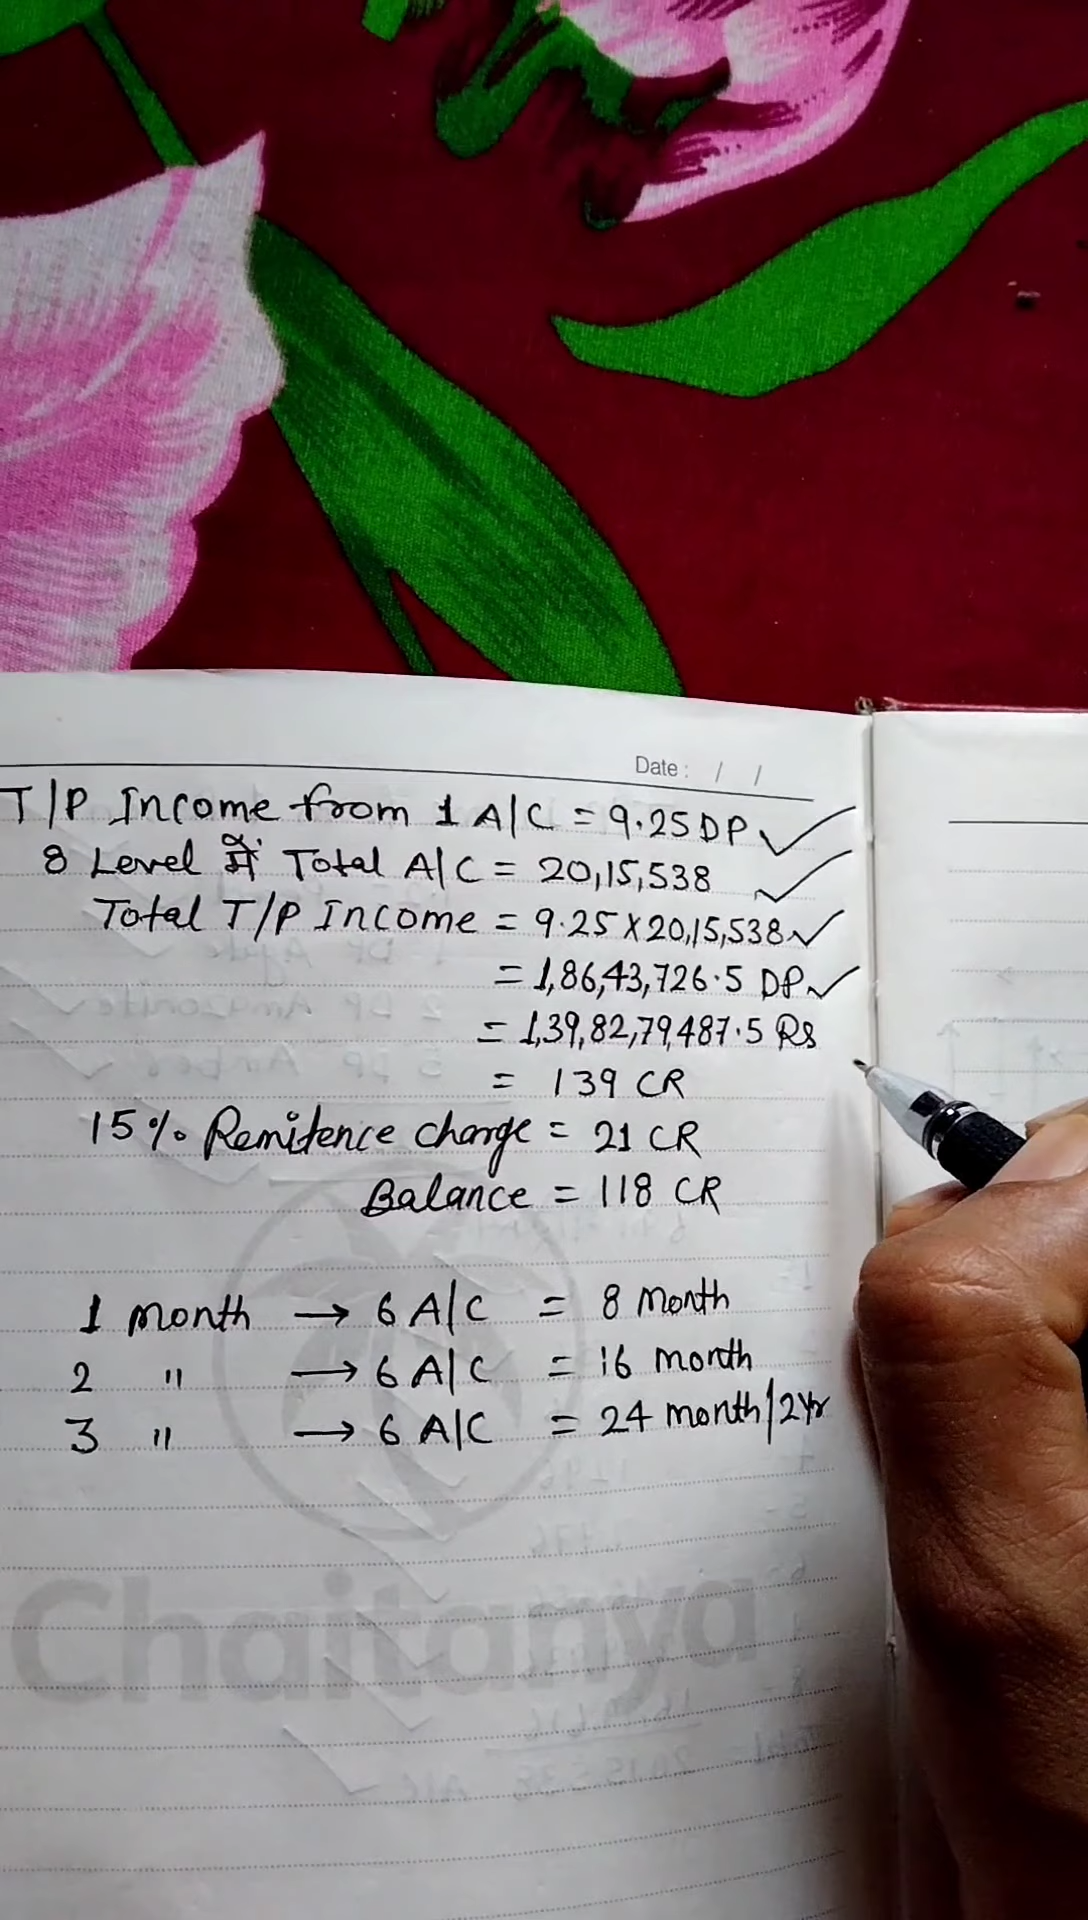 Date: / /
T/P Income from 1 A/C = 9.25 DP
8 Level में Total A/C = 20,15,538
Total T/P Income = 9.25 X 20,15,538
= 1,86,43,726.5 DP
= 1,39,82,79,487.5 Rs
= 139 CR
15% Remitence charge = 21 CR
Balance = 118 CR
1 month → 6 A/C = 8 month
2 " → 6 A/C = 16 month
3 " → 6 A/C = 24 month/2Yr
Chaitanya